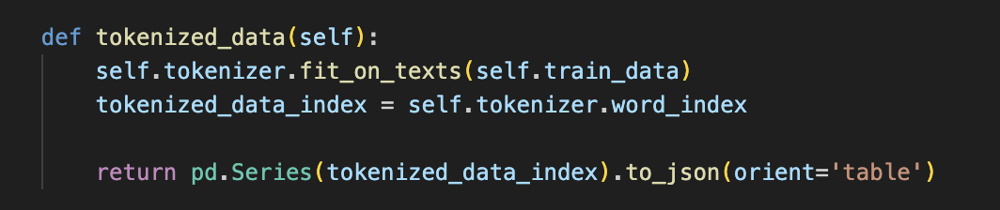 def tokenized_data(self):
    self.tokenizer.fit_on_texts(self.train_data)
    tokenized_data_index = self.tokenizer.word_index

    return pd.Series(tokenized_data_index).to_json(orient='table')